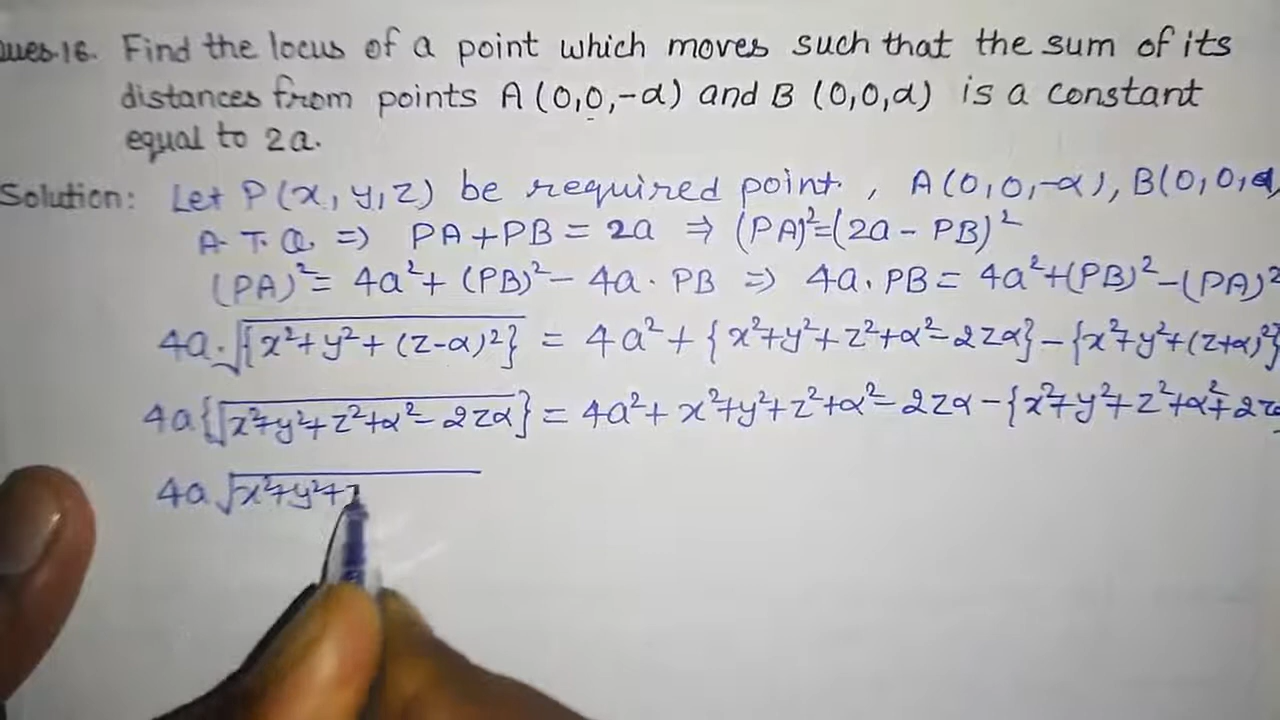 ues.16. Find the locus of a point which moves such that the sum of its
distances from points A (0,0,-α) and B (0,0,α) is a constant
equal to 2a.
Solution: Let P(x,y,z) be required point, A(0,0,-α), B(0,0,α
A.T.Q. ⇒ PA+PB = 2a ⇒ (PA)²=(2a - PB)²
(PA)² = 4a² + (PB)² - 4a . PB ⇒ 4a. PB = 4a²+(PB)²-(PA)²
4a.√{x²+y²+(z-α)²} = 4a² + {x²+y²+z²+α²-2zα}-{x²+y²+(z+α)²}
4a{√x²+y²+z²+α²-2zα} = 4a²+x²+y²+z²+α²-2zα-{x²+y²+z²+α²+2z
4a√x²+y²+